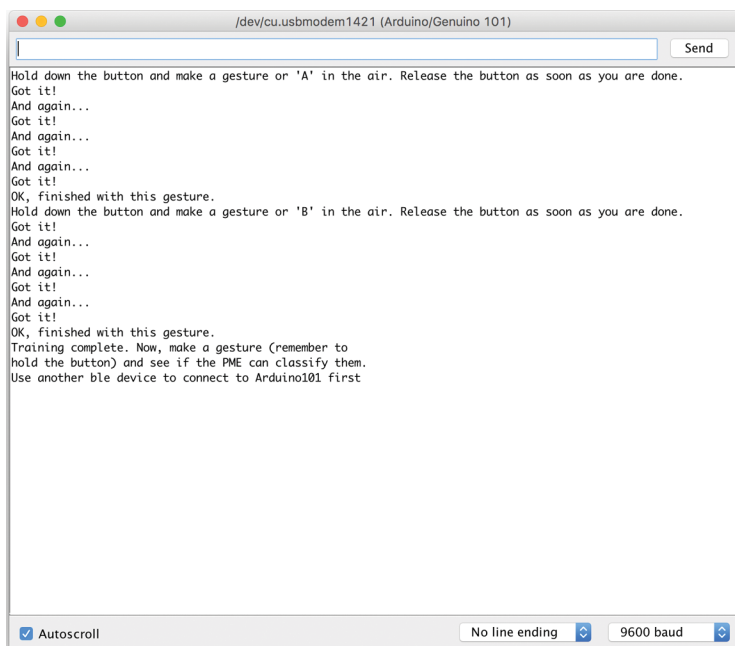 /dev/cu.usbmodem1421 (Arduino/Genuino 101)
Send
Hold down the button and make a gesture or 'A' in the air. Release the button as soon as you are done.
Got it!
And again...
Got it!
And again...
Got it!
And again...
Got it!
OK, finished with this gesture.
Hold down the button and make a gesture or 'B' in the air. Release the button as soon as you are done.
Got it!
And again...
Got it!
And again...
Got it!
And again...
Got it!
OK, finished with this gesture.
Training complete. Now, make a gesture (remember to
hold the button) and see if the PME can classify them.
Use another ble device to connect to Arduino101 first
Autoscroll
No line ending
9600 baud